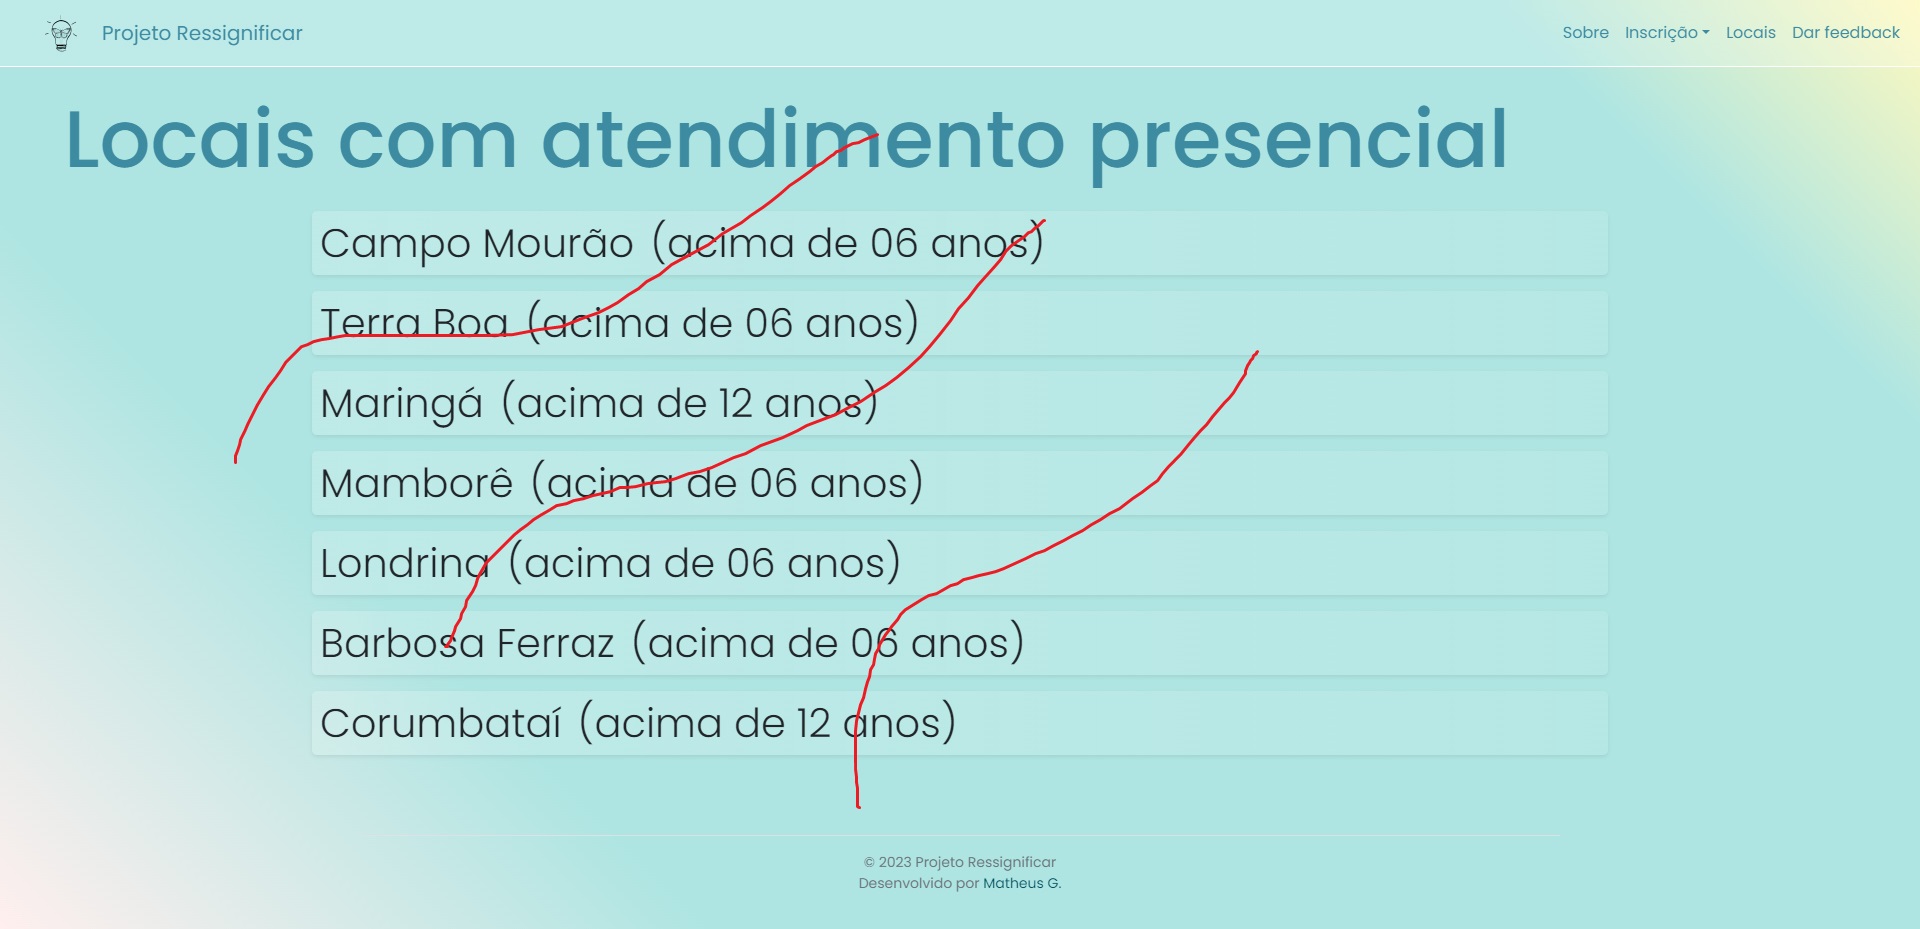 Projeto Ressignificar
Sobre Inscrição Locais Dar feedback
Locais com atendimento presencial
Campo Mourão (acima de 06 anos)
Terra Boa (acima de 06 anos)
Maringá (acima de 12 anos)
Mamborê (acima de 06 anos)
Londrina (acima de 06 anos)
Barbosa Ferraz (acima de 06 anos)
Corumbataí (acima de 12 anos)
© 2023 Projeto Ressignificar
Desenvolvido por Matheus G.